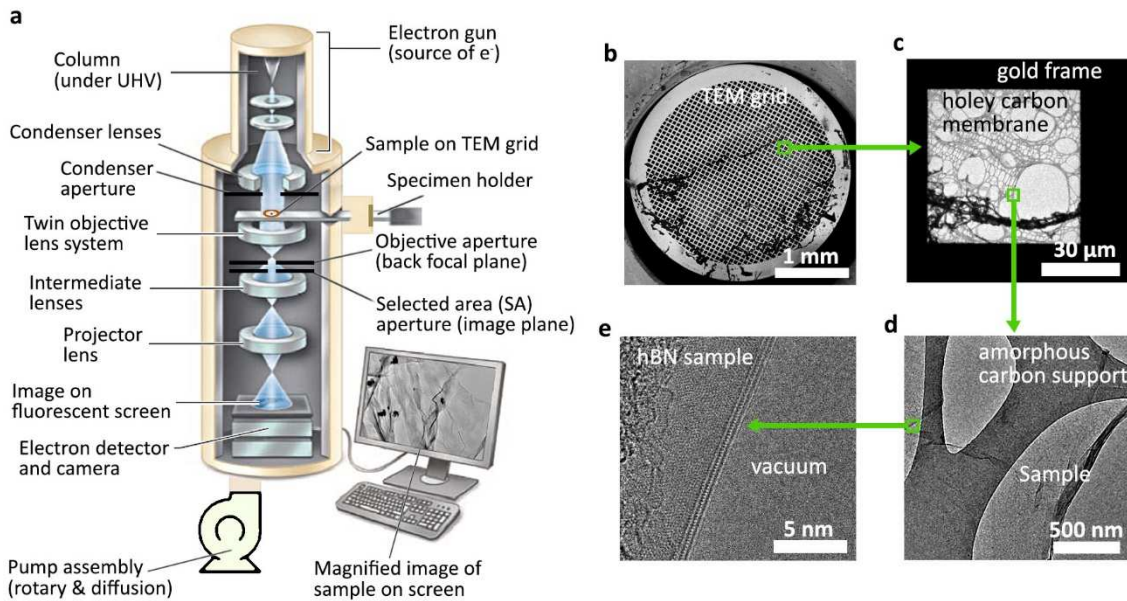 a
Electron gun
(source of e⁻)
Column
(under UHV)
Condenser lenses
Sample on TEM grid
Condenser
aperture
Specimen holder
Twin objective
lens system
Objective aperture
(back focal plane)
Intermediate
lenses
Selected area (SA)
aperture (image plane)
Projector
lens
Image on
fluorescent screen
Electron detector
and camera
Pump assembly
(rotary & diffusion)
Magnified image of
sample on screen
b
TEM grid
1 mm
c
gold frame
holey carbon
membrane
30 µm
e
hBN sample
vacuum
5 nm
d
amorphous
carbon support
Sample
500 nm